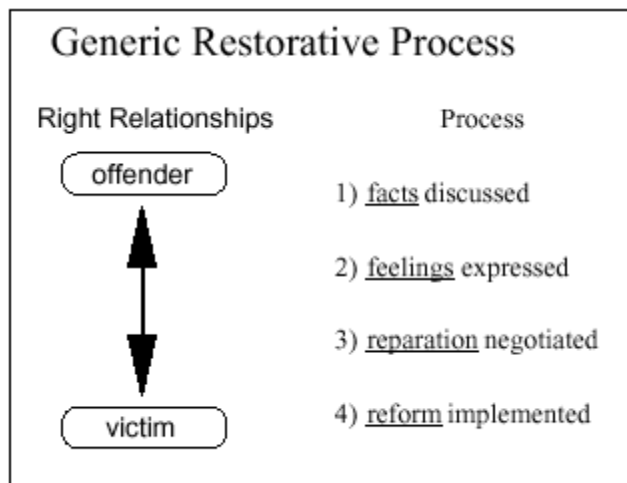 Generic Restorative Process
Right Relationships
offender
victim
Process
1) facts discussed
2) feelings expressed
3) reparation negotiated
4) reform implemented